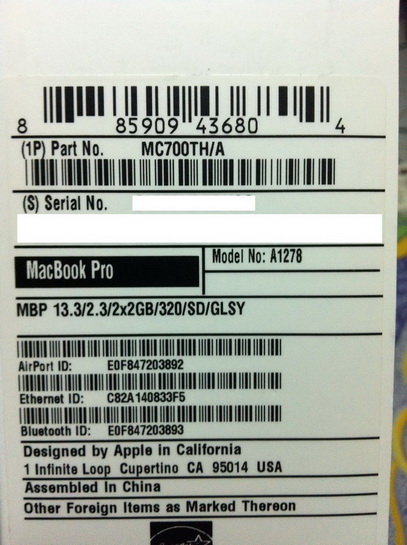 8 85909 43680 4
(1P) Part No. MC700TH/A
(S) Serial No.
MacBook Pro
Model No: A1278
MBP 13.3/2.3/2x2GB/320/SD/GLSY
AirPort ID: E0F847203892
Ethernet ID: C82A140833F5
Bluetooth ID: E0F847203893
Designed by Apple in California
1 Infinite Loop Cupertino CA 95014 USA
Assembled In China
Other Foreign Items as Marked Thereon